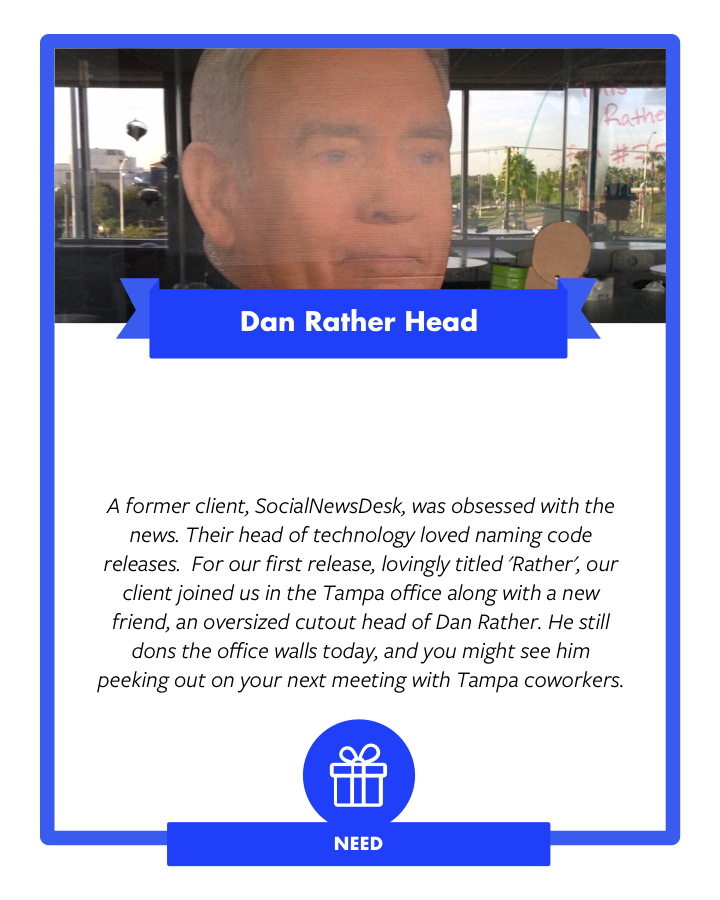 This
Rather
#
Dan Rather Head
A former client, SocialNewsDesk, was obsessed with the
news. Their head of technology loved naming code
releases.  For our first release, lovingly titled 'Rather', our
client joined us in the Tampa office along with a new
friend, an oversized cutout head of Dan Rather. He still
dons the office walls today, and you might see him
peeking out on your next meeting with Tampa coworkers.
NEED